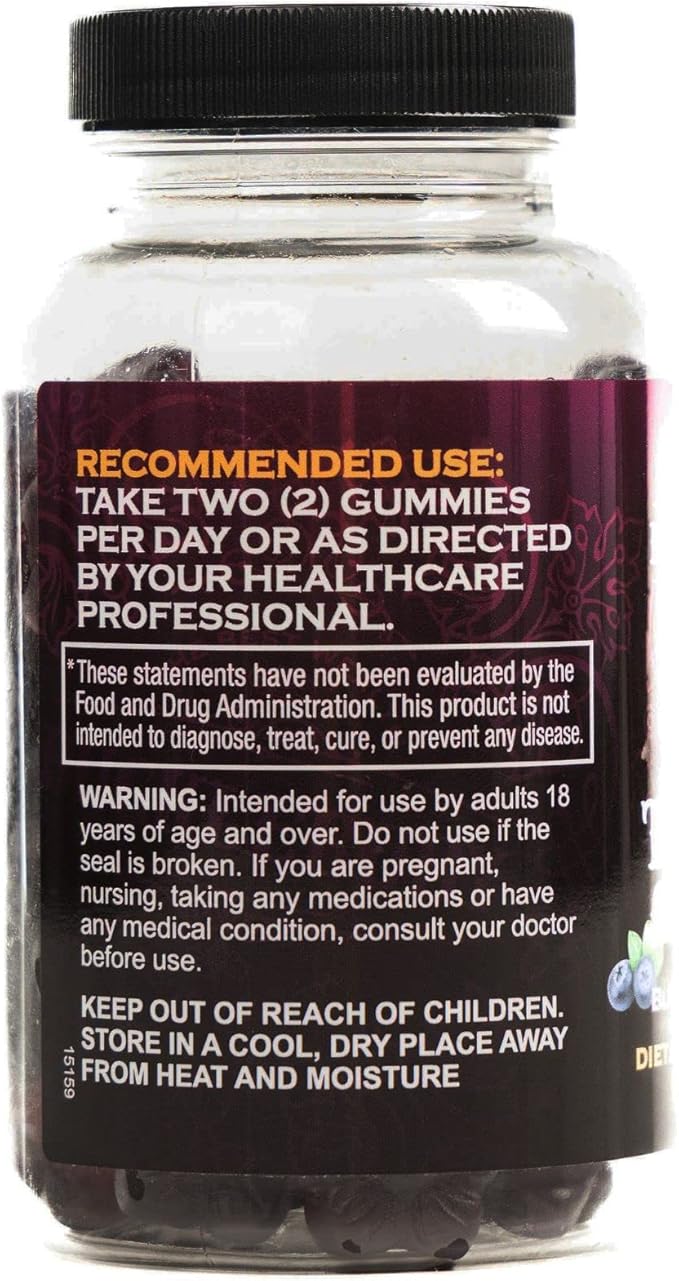 RECOMMENDED USE:
TAKE TWO (2) GUMMIES
PER DAY OR AS DIRECTED
BY YOUR HEALTHCARE
PROFESSIONAL.
*These statements have not been evaluated by the
Food and Drug Administration. This product is not
intended to diagnose, treat, cure, or prevent any disease.
WARNING: Intended for use by adults 18
years of age and over. Do not use if the
seal is broken. If you are pregnant,
nursing, taking any medications or have
any medical condition, consult your doctor
before use.
KEEP OUT OF REACH OF CHILDREN.
STORE IN A COOL, DRY PLACE AWAY
FROM HEAT AND MOISTURE
15159